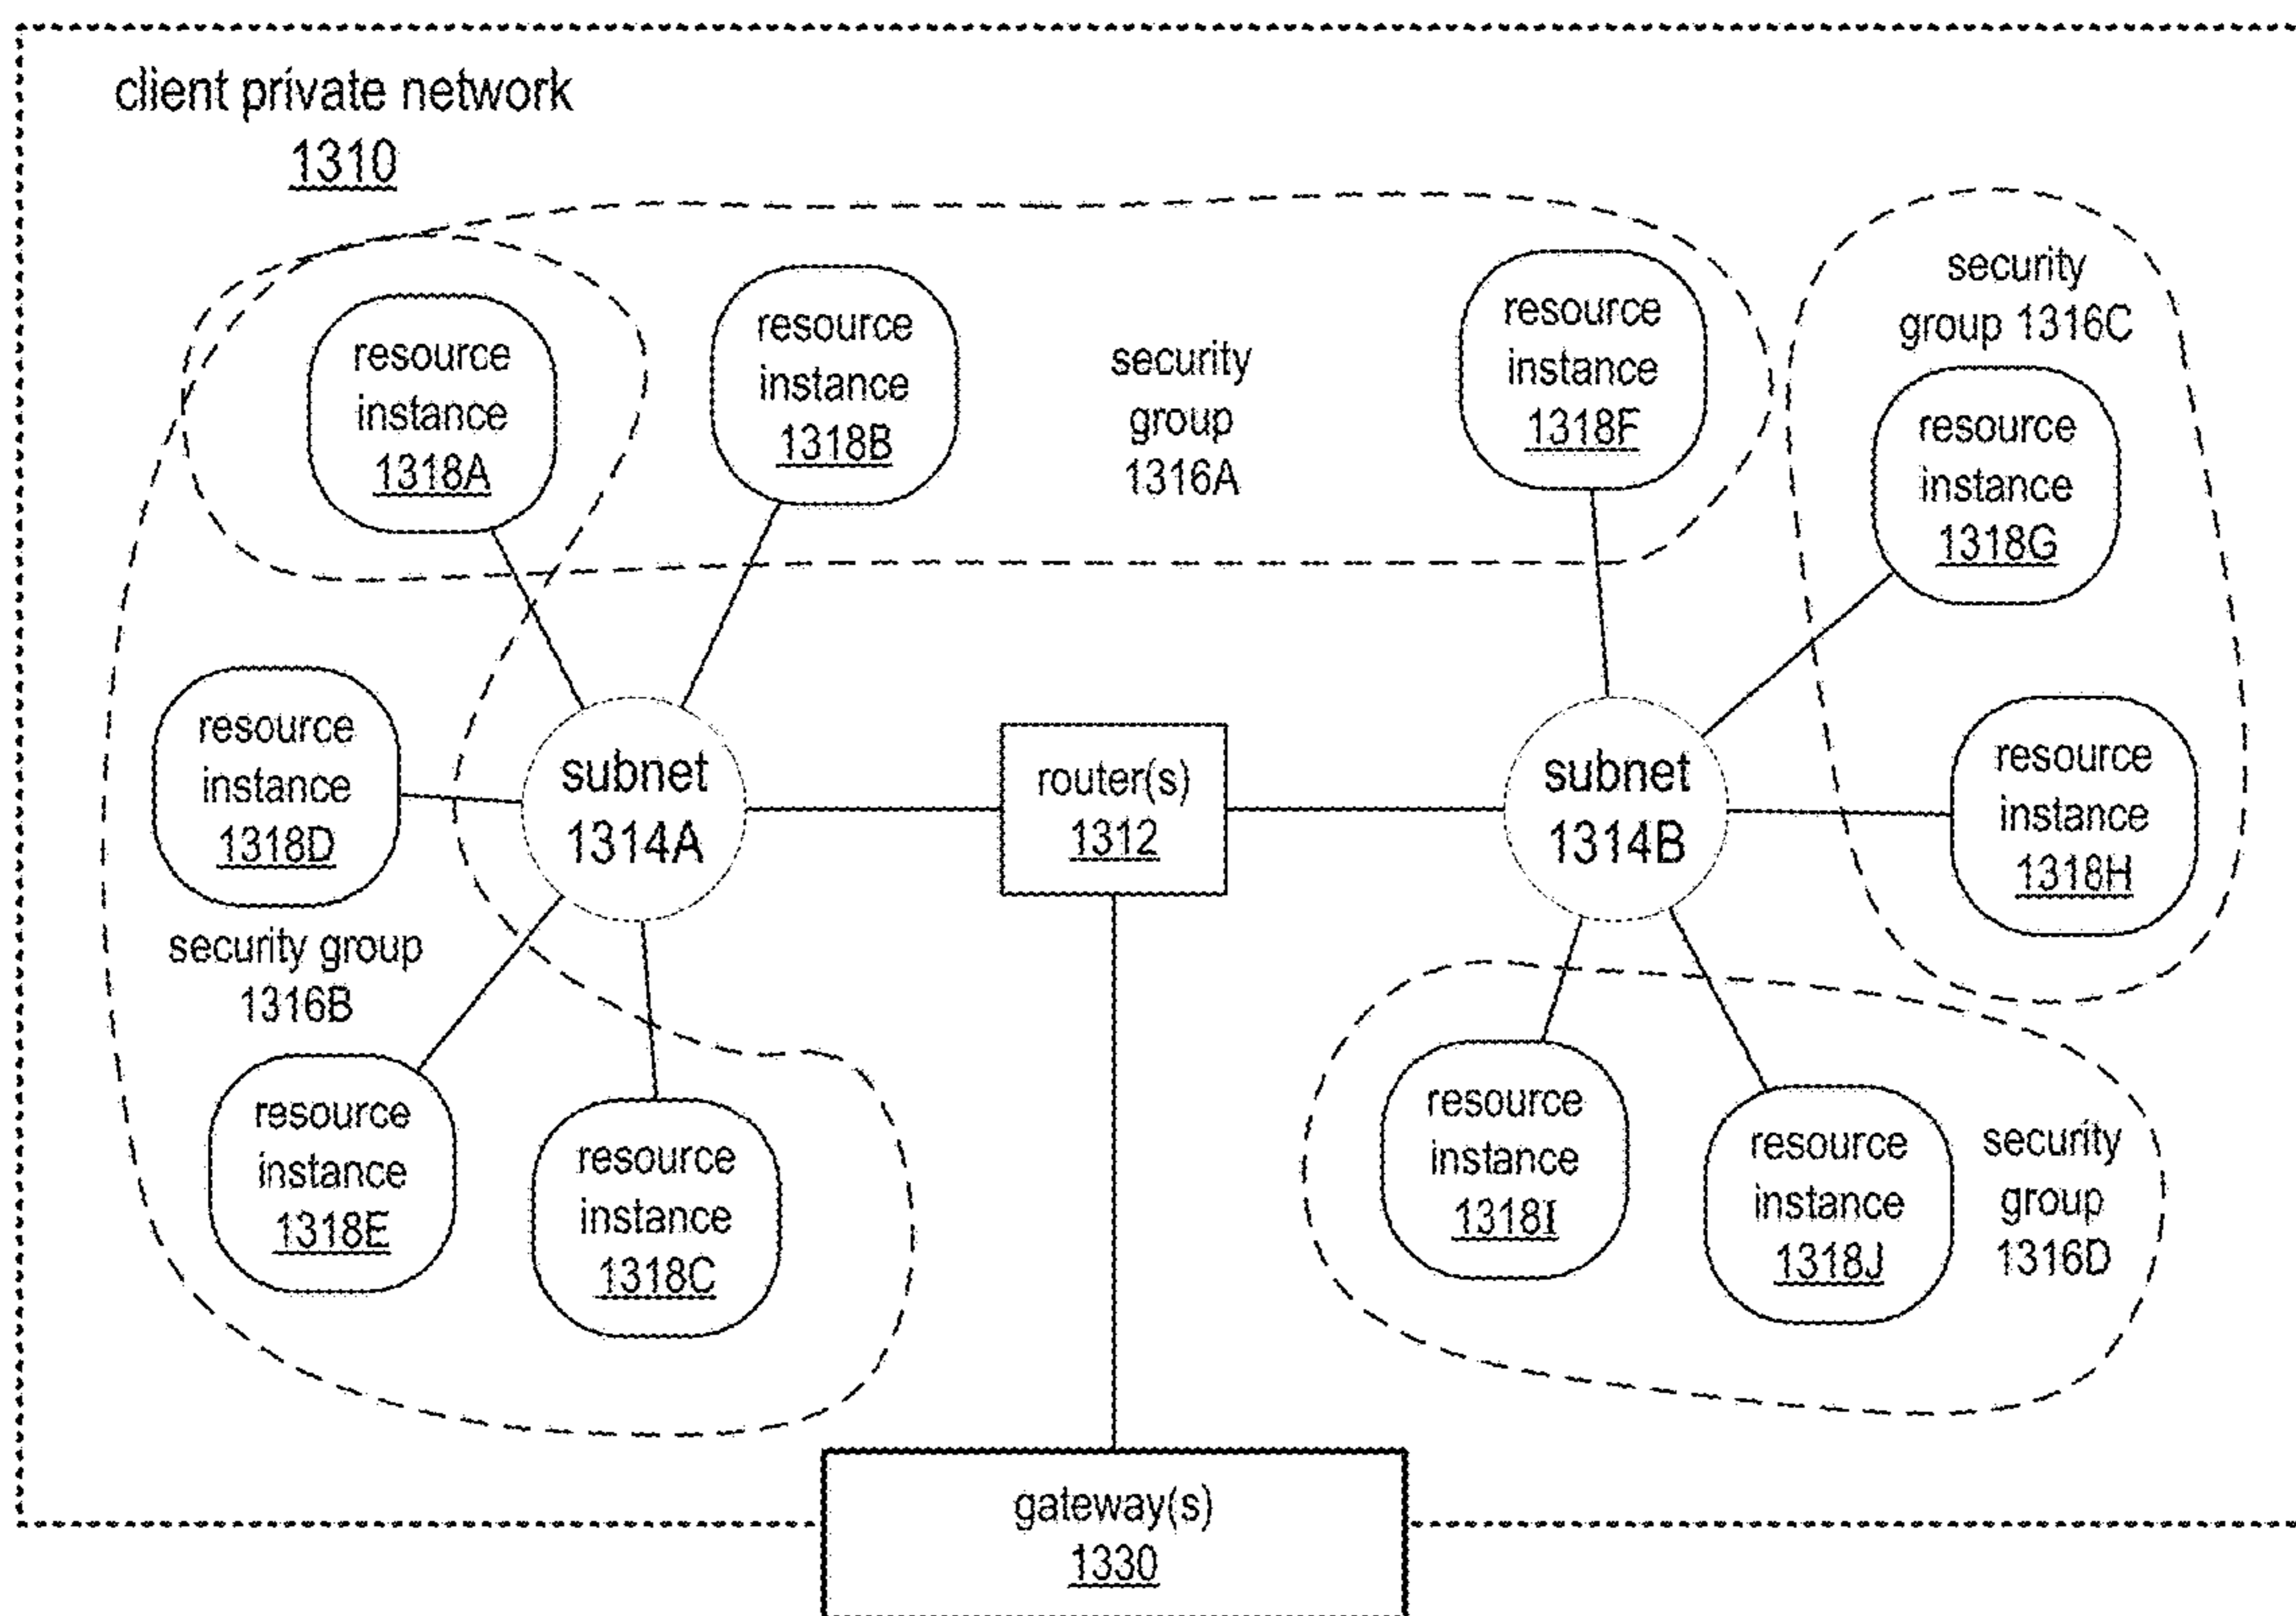 client private network
1310
resource
instance
1318A
resource
instance
1318B
security
group
1316A
resource
instance
1318F
security
group 1316C
resource
instance
1318G
resource
instance
1318D
subnet
1314A
router(s)
1312
subnet
1314B
resource
instance
1318H
security group
1316B
resource
instance
1318E
resource
instance
1318C
resource
instance
1318I
resource
instance
1318J
security
group
1316D
gateway(s)
1330